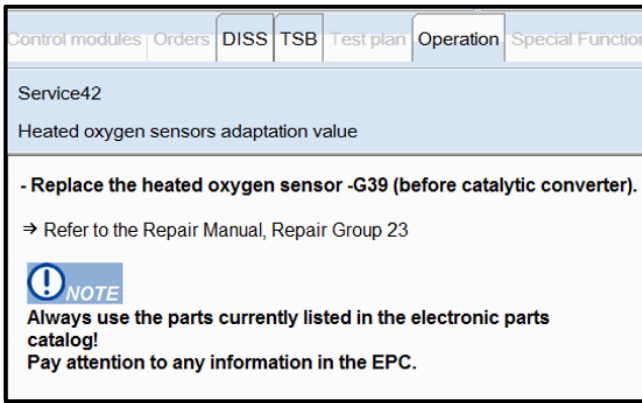 Control modules Orders DISS TSB Test plan Operation Special Function
Service42
Heated oxygen sensors adaptation value
- Replace the heated oxygen sensor -G39 (before catalytic converter).
→ Refer to the Repair Manual, Repair Group 23
NOTE
Always use the parts currently listed in the electronic parts
catalog!
Pay attention to any information in the EPC.